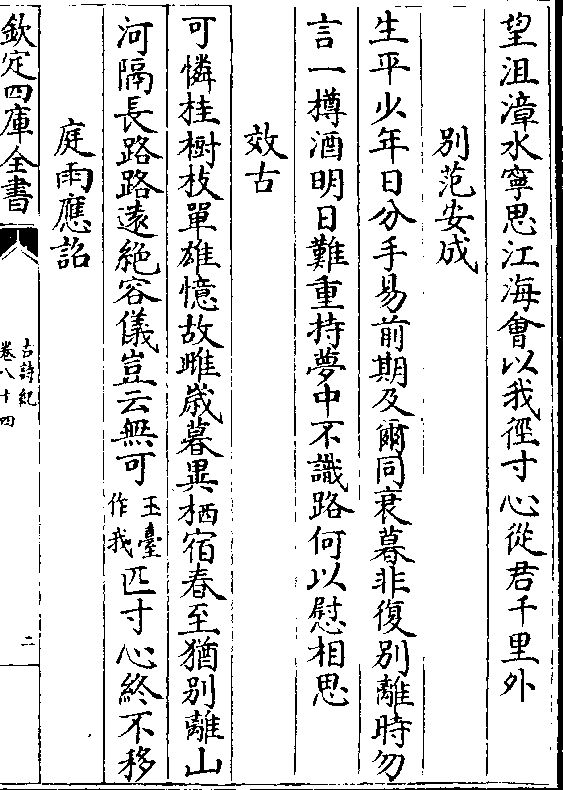 望沮漳水寧思江海會以我徑寸心從君千里外
別范安成
生平少年日分手易前期及爾同衰暮非復別離時勿
言一樽酒明日難重持夢中不識路何以慰相思
效古
可憐桂樹枝單雄憶故雌歲暮異栖宿春至猶別離山
河隔長路路遠絶容儀豈云無可玉臺作我匹寸心終不移
庭雨應詔
欽定四庫全書
古詩紀
卷八十四
二